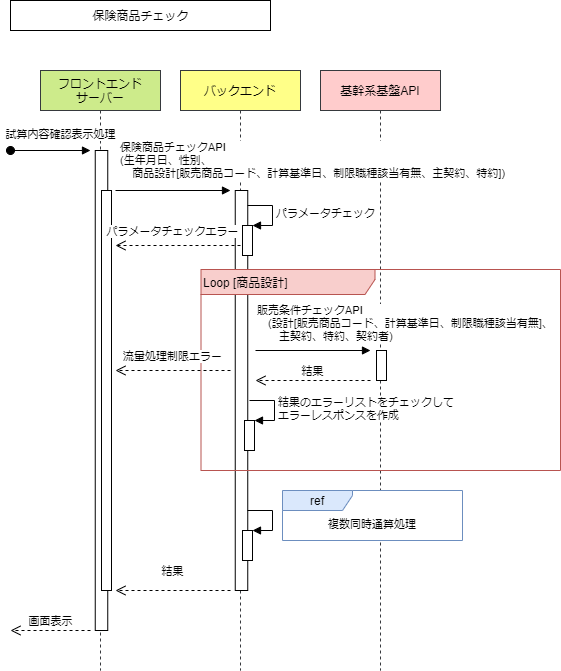 保険商品チェック
フロントエンド
サーバー
バックエンド
基幹系基盤API
試算内容確認表示処理
保険商品チェックAPI
(生年月日、性別、
商品設計[販売商品コード、計算基準日、制限職種該当有無、主契約、特約])
パラメータチェック
パラメータチェックエラー
Loop [商品設計]
販売条件チェックAPI
(設計[販売商品コード、計算基準日、制限職種該当有無]、
主契約、特約、契約者)
流量処理制限エラー
結果
結果のエラーリストをチェックして
エラーレスポンスを作成
ref
複数同時通算処理
結果
画面表示